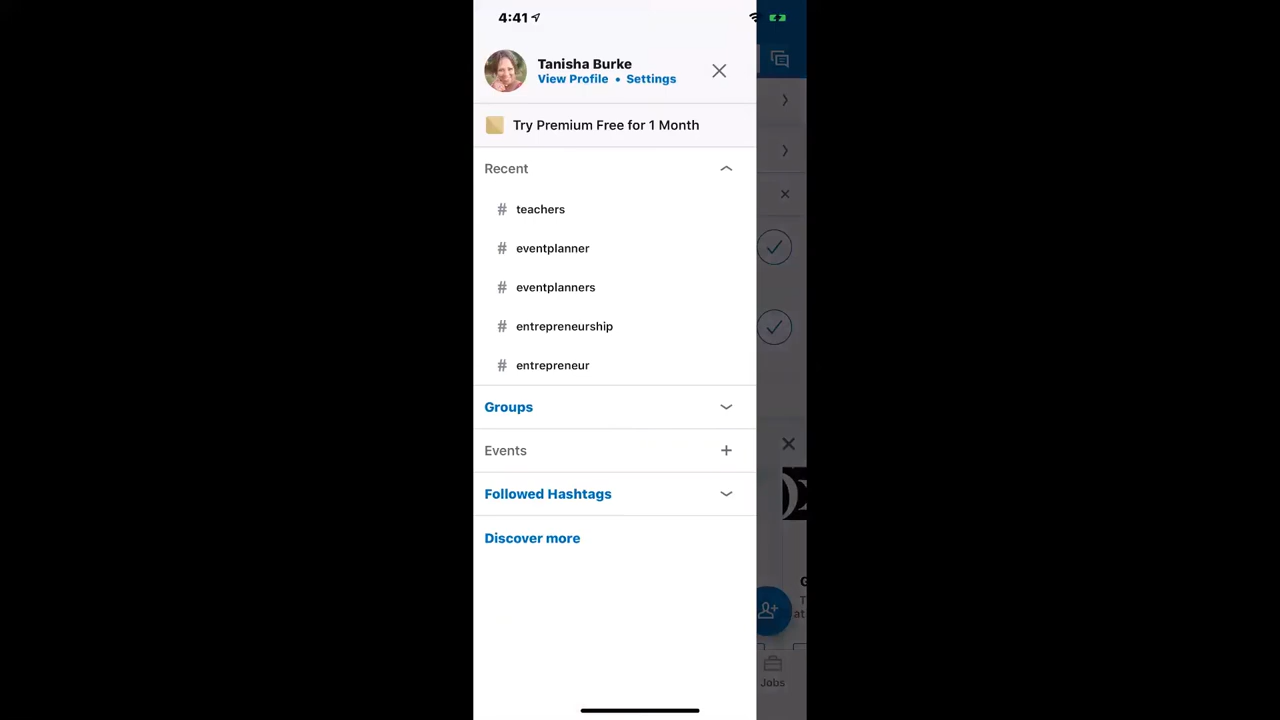 4:41
Tanisha Burke
View Profile • Settings
Try Premium Free for 1 Month
Recent
# teachers
# eventplanner
# eventplanners
# entrepreneurship
# entrepreneur
Groups
Events
Followed Hashtags
Discover more
at
Jobs